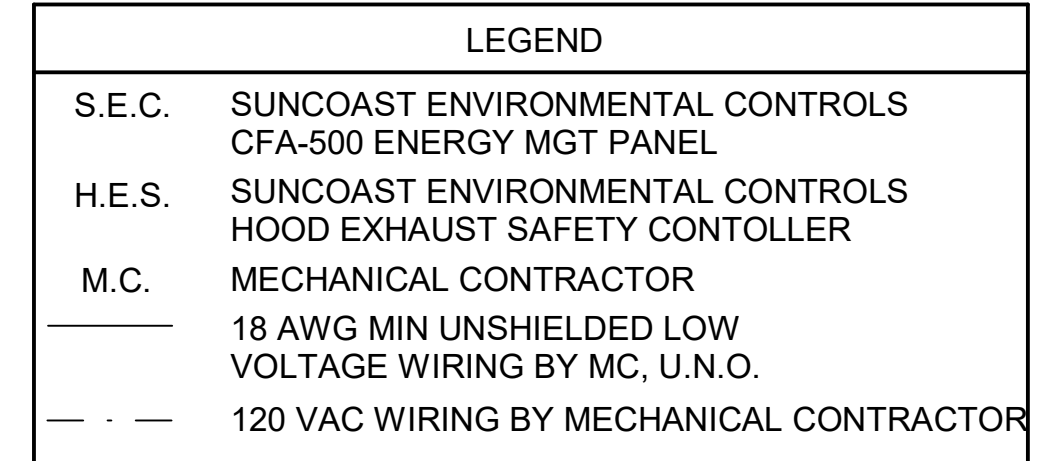 LEGEND
S.E.C. SUNCOAST ENVIRONMENTAL CONTROLS
CFA-500 ENERGY MGT PANEL
H.E.S. SUNCOAST ENVIRONMENTAL CONTROLS
HOOD EXHAUST SAFETY CONTOLLER
M.C. MECHANICAL CONTRACTOR
18 AWG MIN UNSHIELDED LOW
VOLTAGE WIRING BY MC, U.N.O.
120 VAC WIRING BY MECHANICAL CONTRACTOR